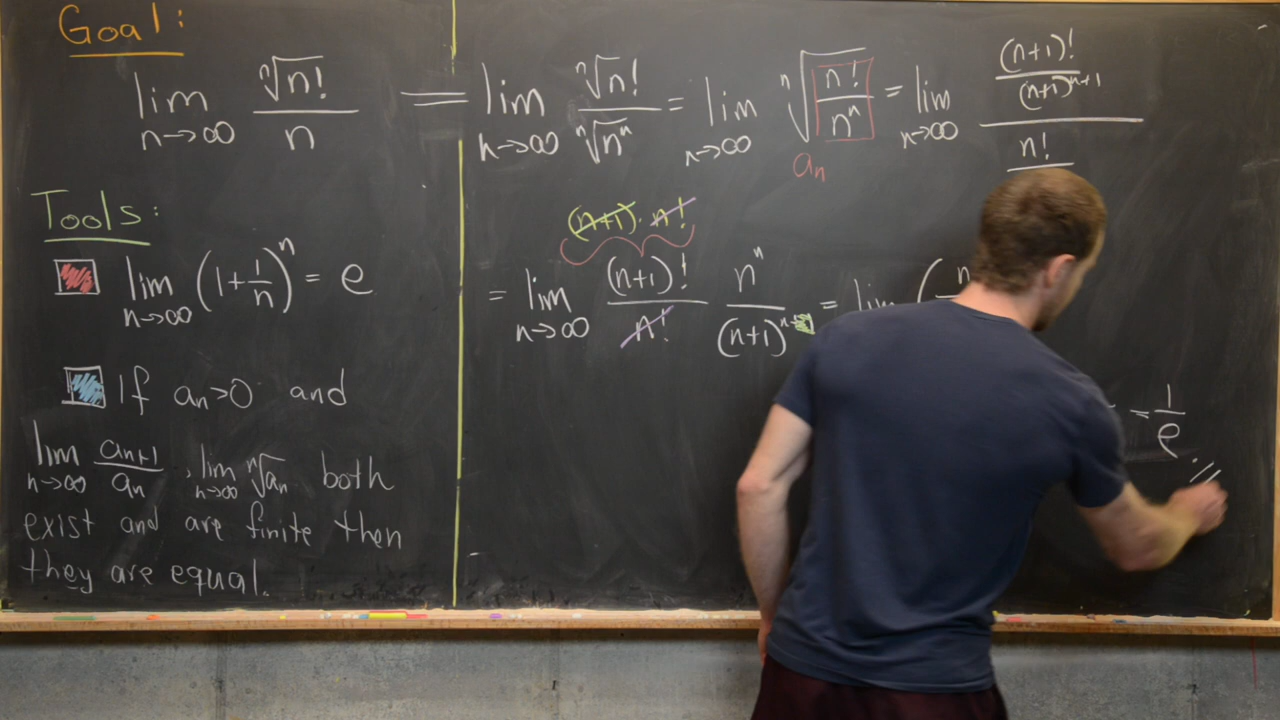 Goal:
lim n→∞ ⁿ√n! / n
Tools:
lim n→∞ (1+1/n)ⁿ = e
If aₙ>0 and
lim n→∞ aₙ₊₁/aₙ , lim n→∞ ⁿ√aₙ both
exist and are finite then
they are equal.
= lim n→∞ ⁿ√n! / ⁿ√nⁿ = lim n→∞ ⁿ√(n!/nⁿ) = lim n→∞ (n+1)!/(n+1)ⁿ⁺¹ / n!
aₙ
(n+1)·n!
= lim n→∞ (n+1)!/n! nⁿ/(n+1)ⁿ = lim (n
= 1/e